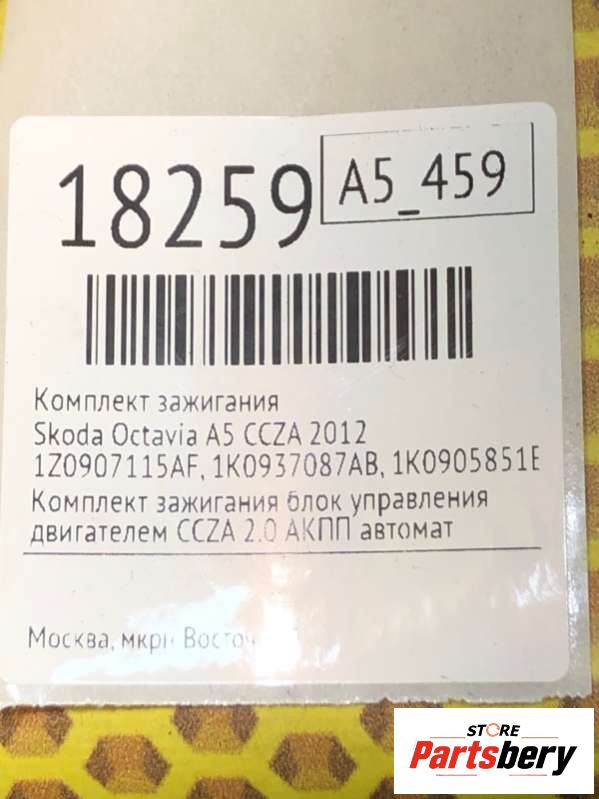 18259
A5_459
Комплект зажигания
Skoda Octavia A5 CCZA 2012
1Z0907115AF, 1K0937087AB, 1K0905851E
Комплект зажигания блок управления
двигателем CCZA 2.0 АКПП автомат
Москва, мкрн
STORE
Partsbery